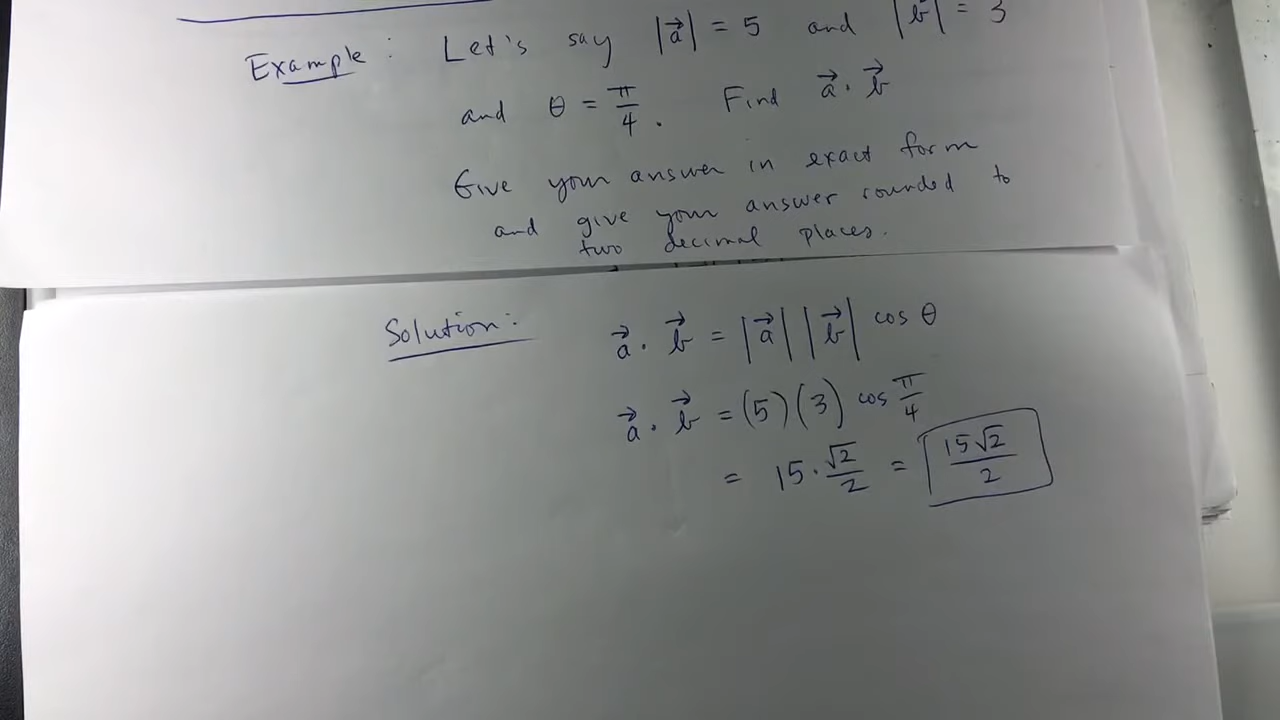 Example: Let's say |a⃗| = 5 and |b⃗| = 3
and θ = π/4. Find a⃗ · b⃗
Give your answer in exact form
and give your answer rounded to
two decimal places.
Solution: a⃗ · b⃗ = |a⃗| |b⃗| cos θ
a⃗ · b⃗ = (5)(3) cos π/4
= 15 · √2/2 = 15√2/2